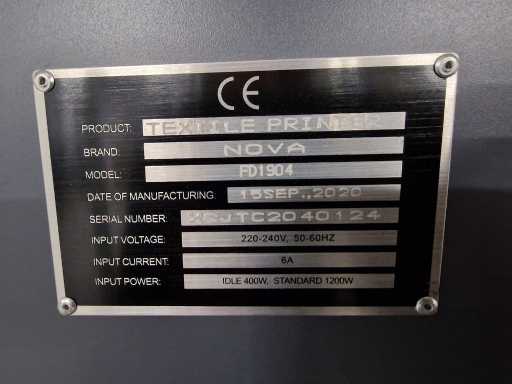 CE
PRODUCT: TEXTILE PRINTER
BRAND: NOVA
MODEL: FD1904
DATE OF MANUFACTURING: 15SEP.,2020
SERIAL NUMBER:
INPUT VOLTAGE: 220-240V, 50-60HZ
INPUT CURRENT: 6A
INPUT POWER: IDLE 400W, STANDARD 1200W